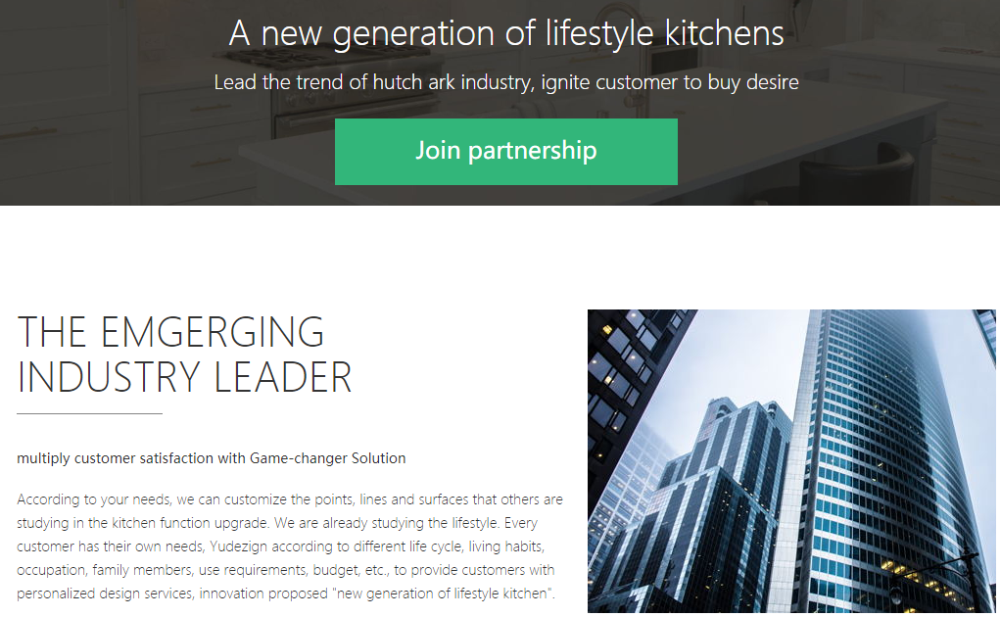 A new generation of lifestyle kitchens
Lead the trend of hutch ark industry, ignite customer to buy desire
Join partnership
THE EMGERGING
INDUSTRY LEADER
multiply customer satisfaction with Game-changer Solution
According to your needs, we can customize the points, lines and surfaces that others are
studying in the kitchen function upgrade. We are already studying the lifestyle. Every
customer has their own needs, Yudezign according to different life cycle, living habits,
occupation, family members, use requirements, budget, etc., to provide customers with
personalized design services, innovation proposed "new generation of lifestyle kitchen".